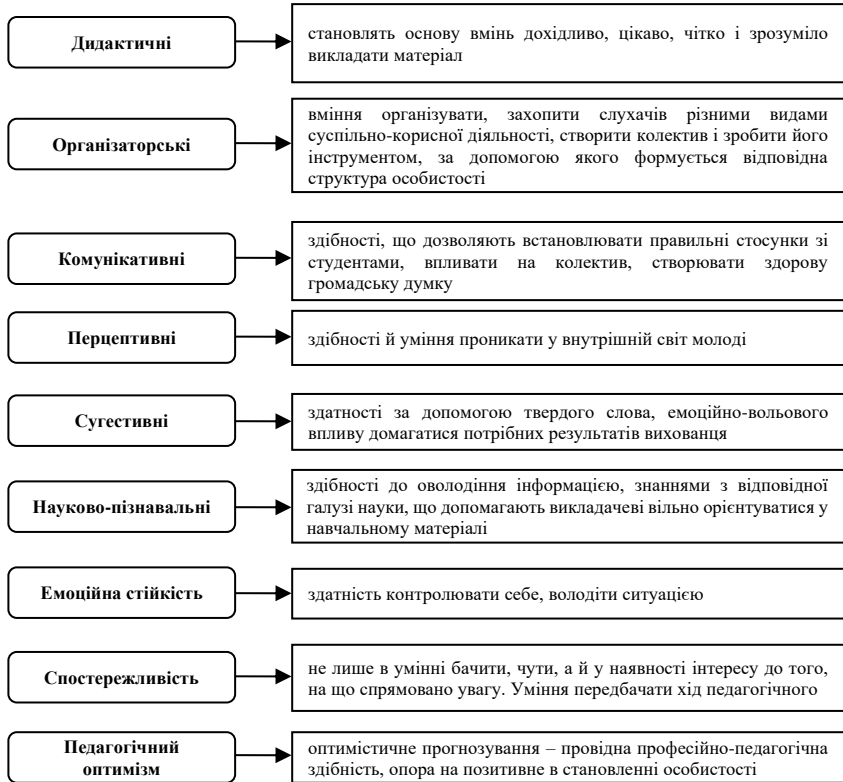 Дидактичні
становлять основу вмінь дохідливо, цікаво, чітко і зрозуміло
викладати матеріал
Організаторські
вміння організувати, захопити слухачів різними видами
суспільно-корисної діяльності, створити колектив і зробити його
інструментом, за допомогою якого формується відповідна
структура особистості
Комунікативні
здібності, що дозволяють встановлювати правильні стосунки зі
студентами, впливати на колектив, створювати здорову
громадську думку
Перцептивні
здібності й уміння проникати у внутрішній світ молоді
Сугестивні
здатності за допомогою твердого слова, емоційно-вольового
впливу домагатися потрібних результатів вихованця
Науково-пізнавальні
здібності до оволодіння інформацією, знаннями з відповідної
галузі науки, що допомагають викладачеві вільно орієнтуватися у
навчальному матеріалі
Емоційна стійкість
здатність контролювати себе, володіти ситуацією
Спостережливість
не лише в умінні бачити, чути, а й у наявності інтересу до того,
на що спрямовано увагу. Уміння передбачати хід педагогічного
Педагогічний
оптимізм
оптимістичне прогнозування – провідна професійно-педагогічна
здібність, опора на позитивне в становленні особистості